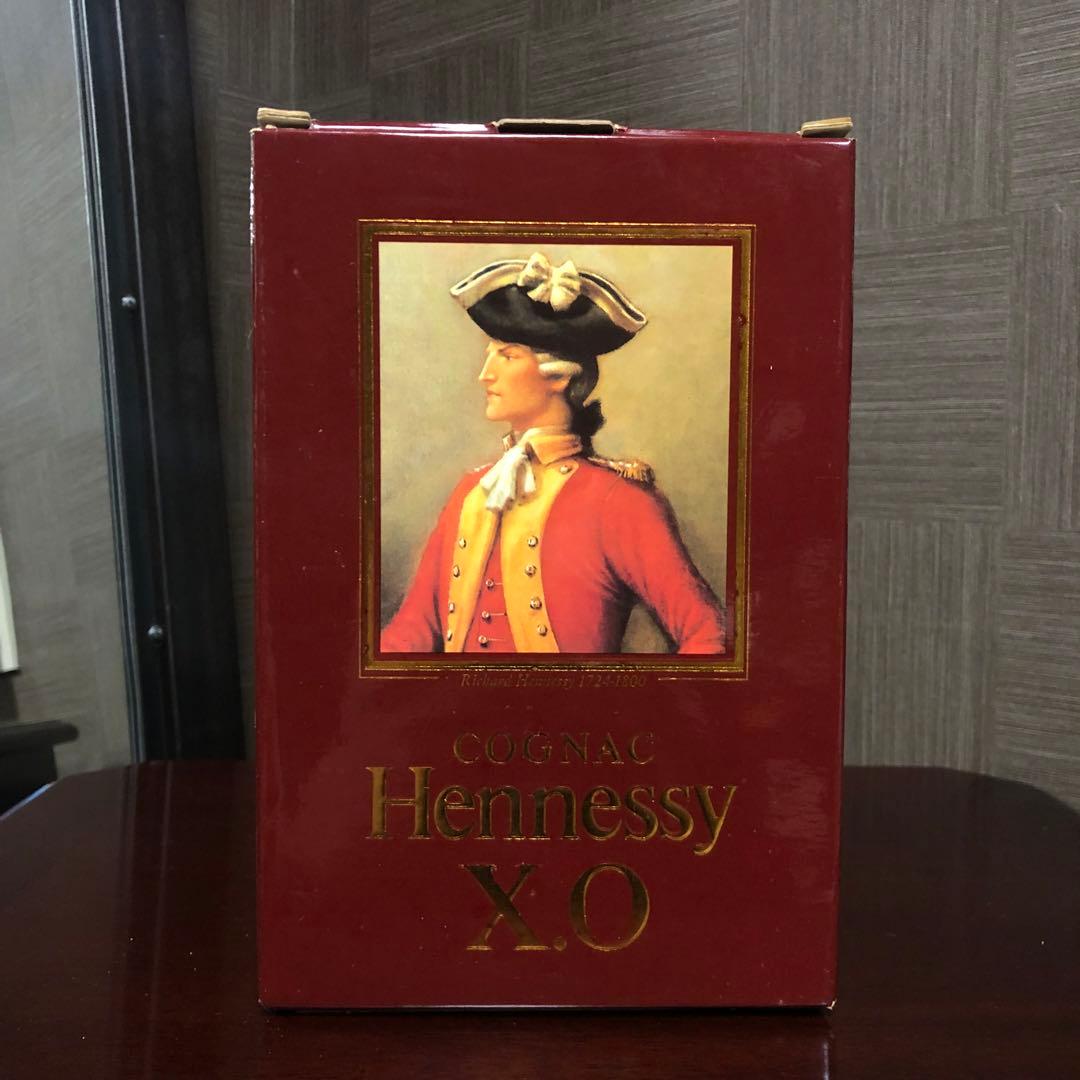 Richard Hennessy 1724-1800
COGNAC
Hennessy
X.O